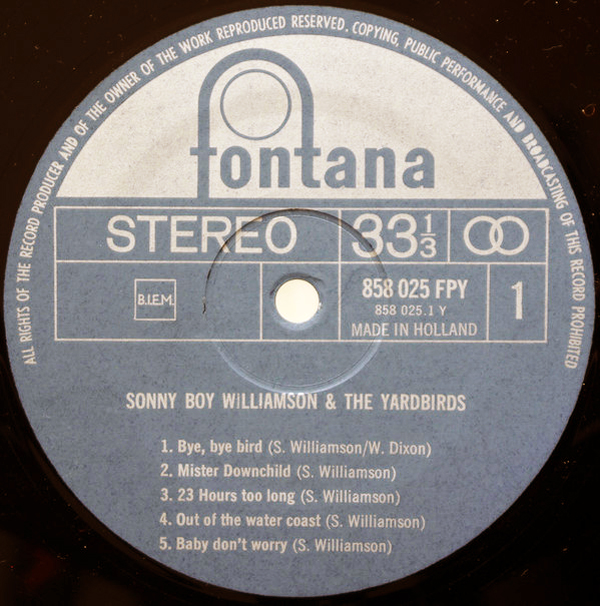 ALL RIGHTS OF THE RECORD PRODUCER AND OF THE OWNER OF THE WORK REPRODUCED RESERVED. COPYING, PUBLIC PERFORMANCE AND BROADCASTING OF THIS RECORD PROHIBITED
fontana
STEREO 33 1/3
B.I.E.M. 858 025 FPY 1
858 025.1 Y
MADE IN HOLLAND
SONNY BOY WILLIAMSON & THE YARDBIRDS
1. Bye, bye bird (S. Williamson/W. Dixon)
2. Mister Downchild (S. Williamson)
3. 23 Hours too long (S. Williamson)
4. Out of the water coast (S. Williamson)
5. Baby don't worry (S. Williamson)